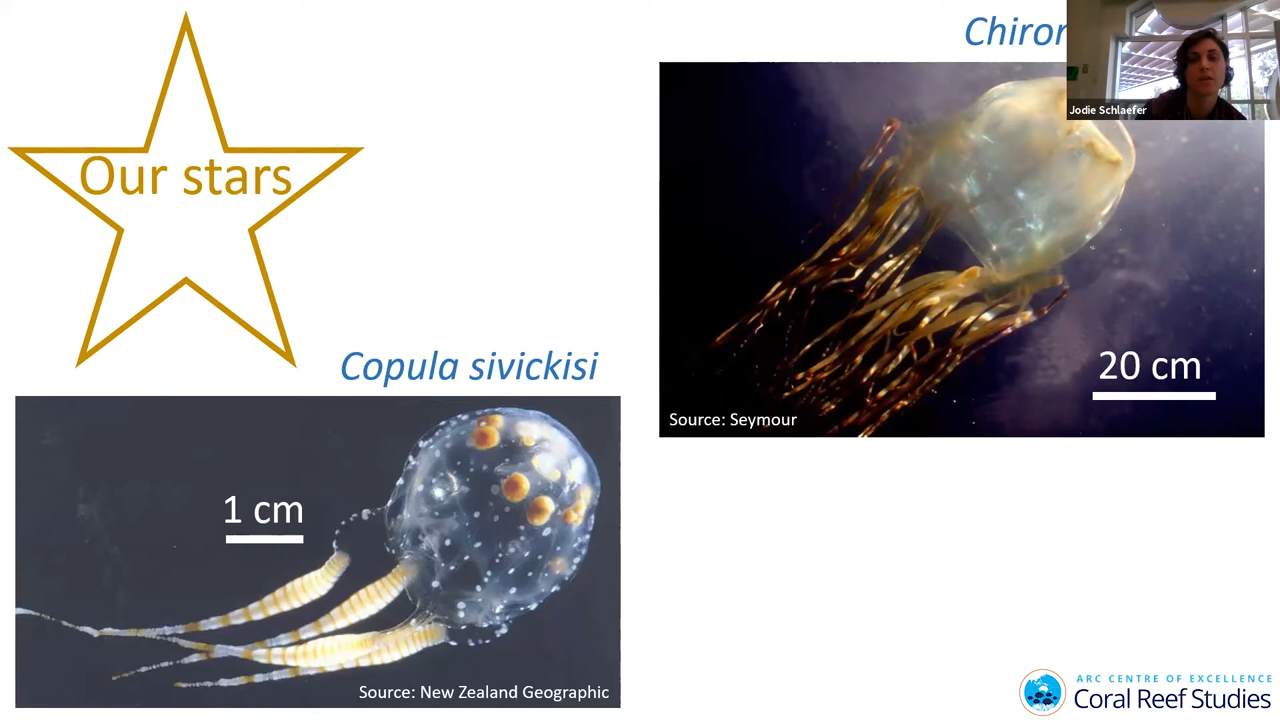 Our stars
Chiror
Jodie Schlaefer
20 cm
Source: Seymour
Copula sivickisi
1 cm
Source: New Zealand Geographic
ARC CENTRE OF EXCELLENCE
Coral Reef Studies